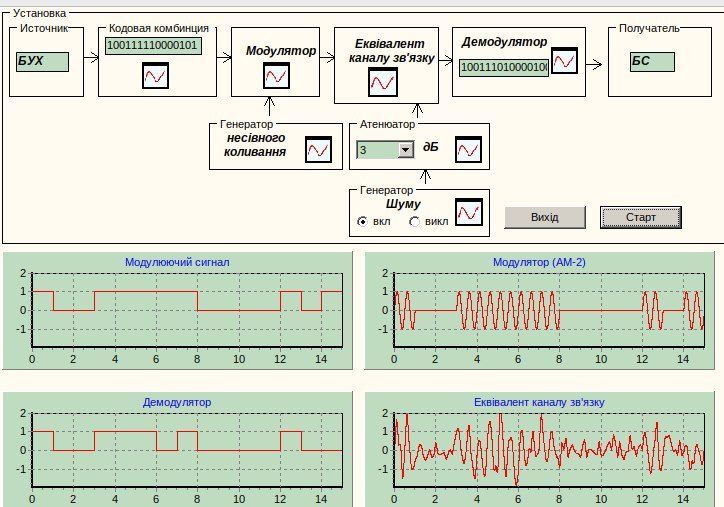 Установка
Источник
БУХ
Кодовая комбинция
100111110000101
Модулятор
Еквівалент
каналу зв'язку
Демодулятор
Получатель
БС
Генератор
несівного
коливання
Атенюатор
3
дБ
Генератор
Шуму
вкл
викл
Вихід
Старт
Модулюючий сигнал
2
1
0
-1
0 2 4 6 8 10 12 14
Модулятор (АМ-2)
2
1
0
-1
0 2 4 6 8 10 12 14
Демодулятор
2
1
0
-1
0 2 4 6 8 10 12 14
Еквівалент каналу зв'язку
2
1
0
-1
0 2 4 6 8 10 12 14